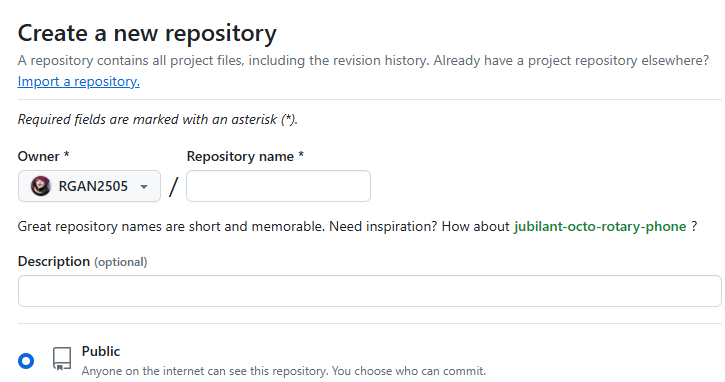 Create a new repository
A repository contains all project files, including the revision history. Already have a project repository elsewhere?
Import a repository.
Required fields are marked with an asterisk (*).
Owner * Repository name *
RGAN2505 /
Great repository names are short and memorable. Need inspiration? How about jubilant-octo-rotary-phone ?
Description (optional)
Public
Anyone on the internet can see this repository. You choose who can commit.